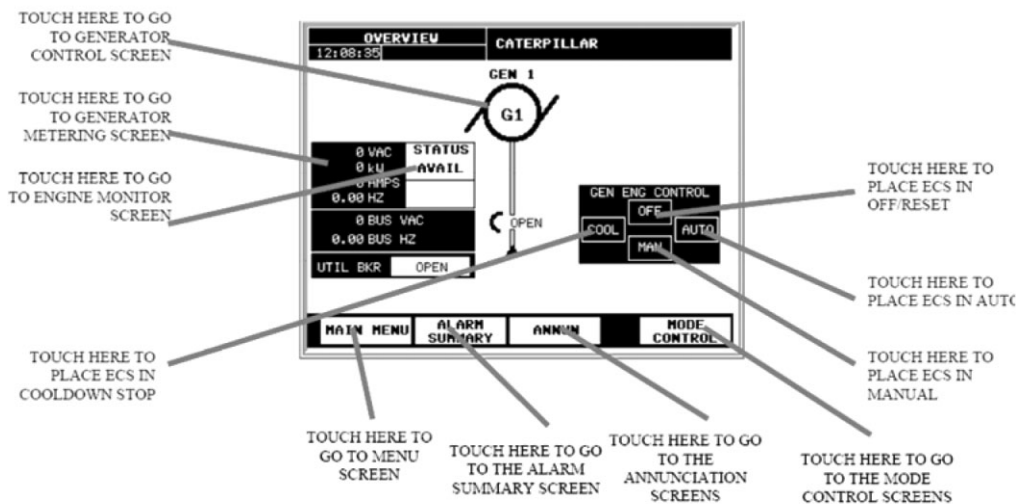 TOUCH HERE TO GO
TO GENERATOR
CONTROL SCREEN
TOUCH HERE TO GO
TO GENERATOR
METERING SCREEN
TOUCH HERE TO GO
TO ENGINE MONITOR
SCREEN
TOUCH HERE TO
PLACE ECS IN
COOLDOWN STOP
OVERVIEW
12:08:35
CATERPILLAR
GEN 1
G1
0 VAC
0 kW
0 AMPS
0.00 HZ
STATUS
AVAIL
0 BUS VAC
0.00 BUS HZ
UTIL BKR
OPEN
OPEN
GEN ENG CONTROL
OFF
COOL
AUTO
MAN
MAIN MENU
ALARM
SUMMARY
ANNUN
MODE
CONTROL
TOUCH HERE TO
PLACE ECS IN
OFF/RESET
TOUCH HERE TO
PLACE ECS IN AUTO
TOUCH HERE TO
PLACE ECS IN
MANUAL
TOUCH HERE TO
GO TO MENU
SCREEN
TOUCH HERE TO GO
TO THE ALARM
SUMMARY SCREEN
TOUCH HERE TO GO
TO THE
ANNUNCIATION
SCREENS
TOUCH HERE TO GO
TO THE MODE
CONTROL SCREENS